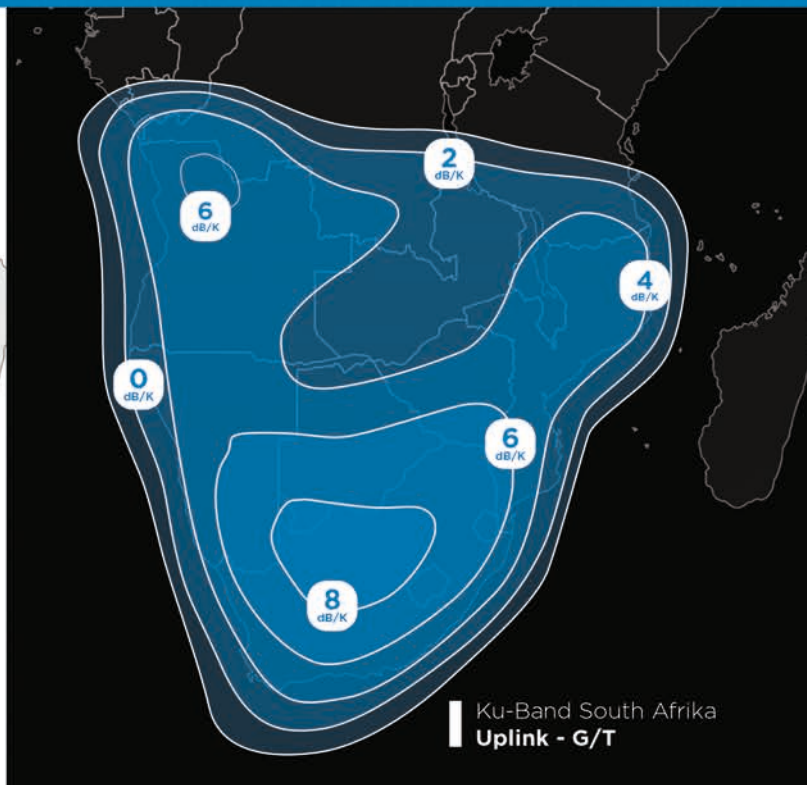 2
dB/K
6
dB/K
4
dB/K
0
dB/K
6
dB/K
8
dB/K
Ku-Band South Afrika
Uplink - G/T